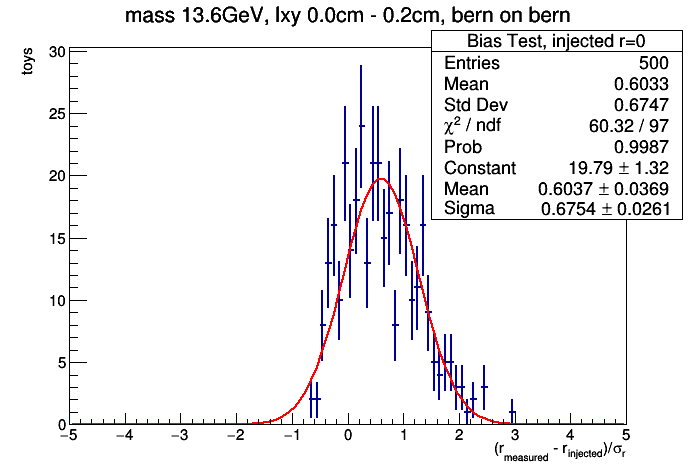 mass 13.6GeV, lxy 0.0cm - 0.2cm, bern on bern
Bias Test, injected r=0
Entries 500
Mean 0.6033
Std Dev 0.6747
χ² / ndf 60.32 / 97
Prob 0.9987
Constant 19.79 ± 1.32
Mean 0.6037 ± 0.0369
Sigma 0.6754 ± 0.0261
toys
30
25
20
15
10
5
0
−5 −4 −3 −2 −1 0 1 2 3 4 5
(r_measured - r_injected)/σ_r